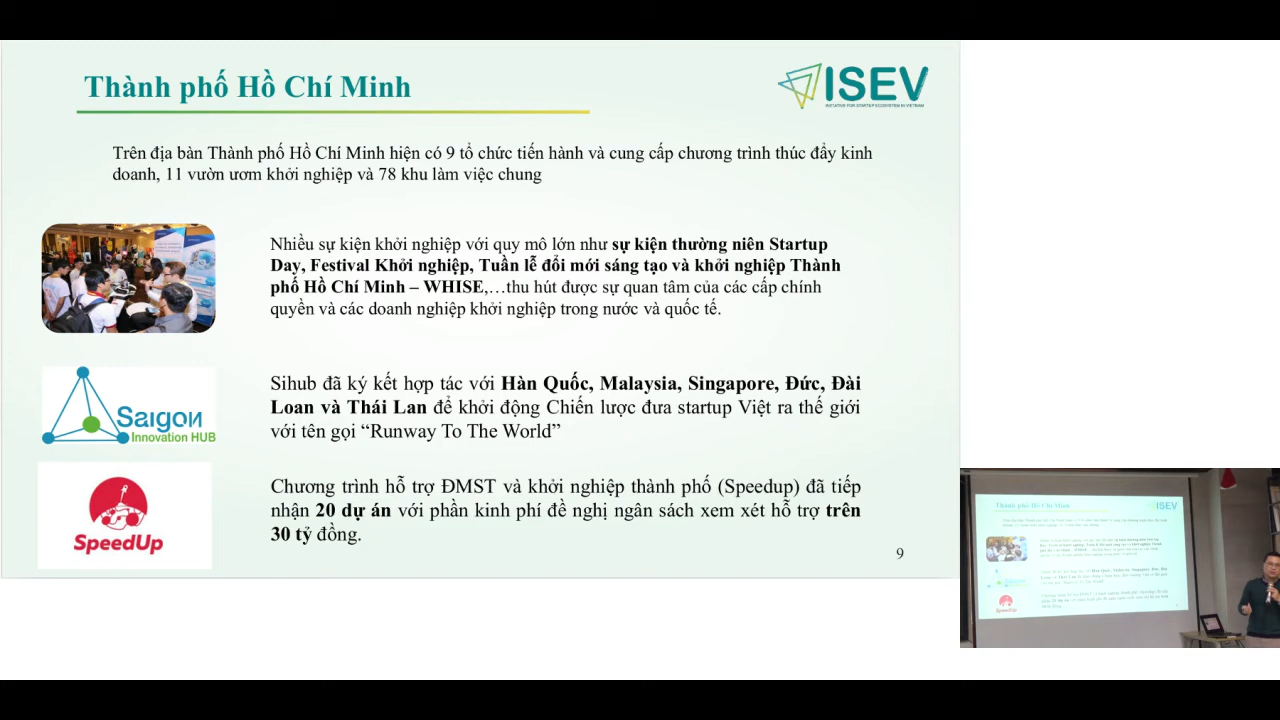 Thành phố Hồ Chí Minh
ISEV
INITIATIVE FOR STARTUP ECOSYSTEM IN VIETNAM
Trên địa bàn Thành phố Hồ Chí Minh hiện có 9 tổ chức tiến hành và cung cấp chương trình thúc đẩy kinh
doanh, 11 vườn ươm khởi nghiệp và 78 khu làm việc chung
Nhiều sự kiện khởi nghiệp với quy mô lớn như sự kiện thường niên Startup
Day, Festival Khởi nghiệp, Tuần lễ đổi mới sáng tạo và khởi nghiệp Thành
phố Hồ Chí Minh – WHISE,…thu hút được sự quan tâm của các cấp chính
quyền và các doanh nghiệp khởi nghiệp trong nước và quốc tế.
Saigon
Innovation HUB
Sihub đã ký kết hợp tác với Hàn Quốc, Malaysia, Singapore, Đức, Đài
Loan và Thái Lan để khởi động Chiến lược đưa startup Việt ra thế giới
với tên gọi “Runway To The World”
SpeedUp
Chương trình hỗ trợ ĐMST và khởi nghiệp thành phố (Speedup) đã tiếp
nhận 20 dự án với phần kinh phí đề nghị ngân sách xem xét hỗ trợ trên
30 tỷ đồng.
9
Thành phố Hồ Chí Minh
ISEV
SpeedUp